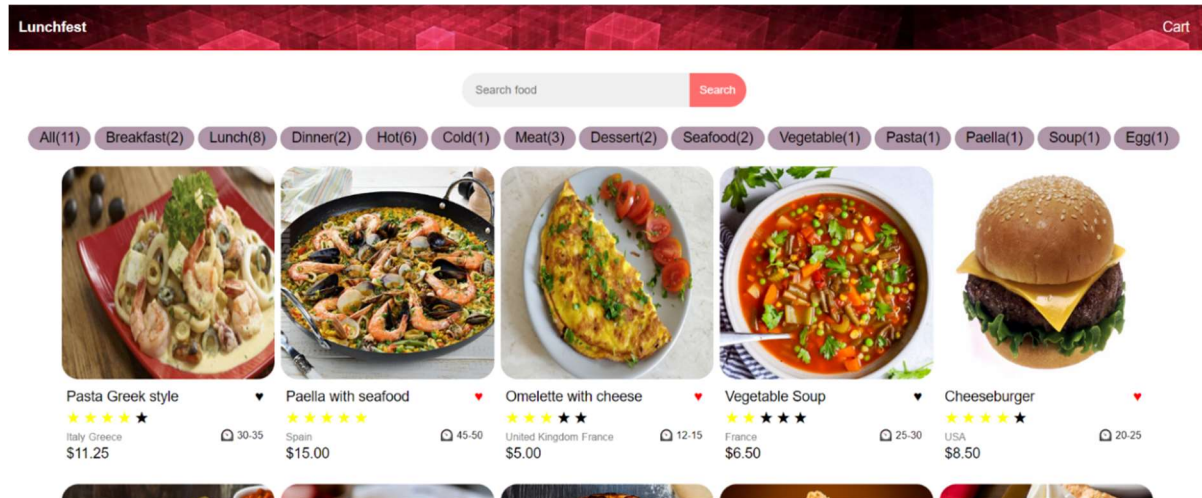 Lunchfest Cart
Search food Search
All(11) Breakfast(2) Lunch(8) Dinner(2) Hot(6) Cold(1) Meat(3) Dessert(2) Seafood(2) Vegetable(1) Pasta(1) Paella(1) Soup(1) Egg(1)
Pasta Greek style ♥
★★★★★
Italy Greece 30-35
$11.25
Paella with seafood ♥
★★★★★
Spain 45-50
$15.00
Omelette with cheese ♥
★★★★★
United Kingdom France 12-15
$5.00
Vegetable Soup ♥
★★★★★
France 25-30
$6.50
Cheeseburger ♥
★★★★★
USA 20-25
$8.50